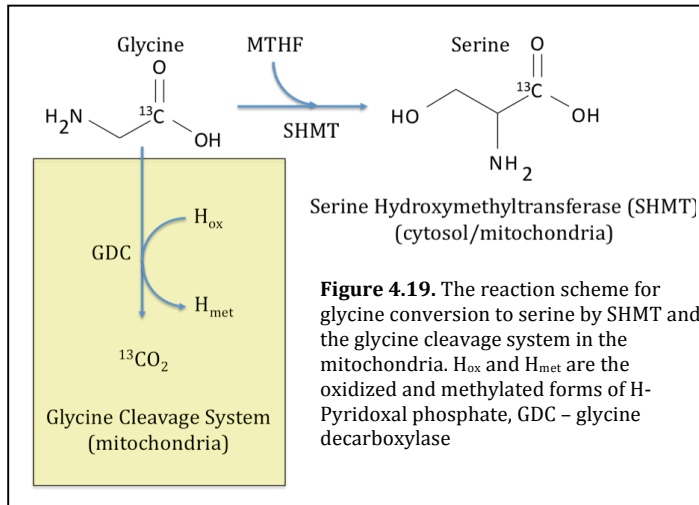 Glycine
MTHF
Serine
O
O
13C
13C
H2N
OH
HO
OH
SHMT
NH2
Serine Hydroxymethyltransferase (SHMT)
(cytosol/mitochondria)
Hox
GDC
Hmet
13CO2
Glycine Cleavage System
(mitochondria)
Figure 4.19. The reaction scheme for
glycine conversion to serine by SHMT and
the glycine cleavage system in the
mitochondria. Hox and Hmet are the
oxidized and methylated forms of H-
Pyridoxal phosphate, GDC – glycine
decarboxylase